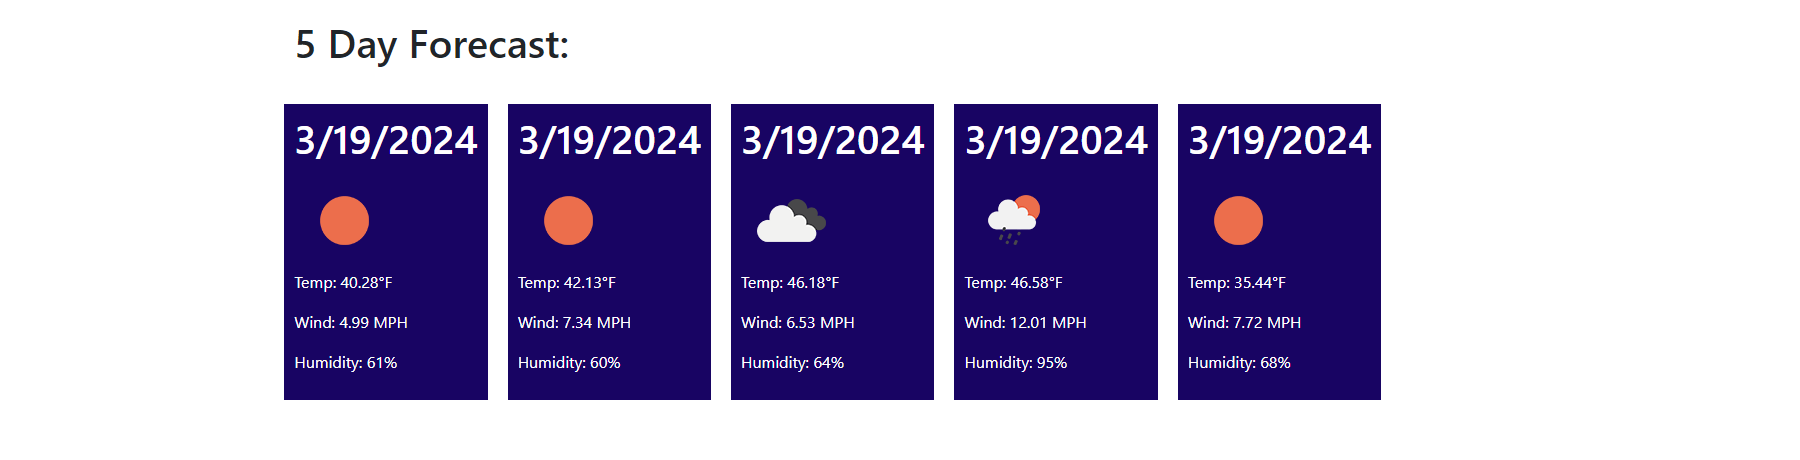 5 Day Forecast:
3/19/2024
Temp: 40.28°F
Wind: 4.99 MPH
Humidity: 61%
3/19/2024
Temp: 42.13°F
Wind: 7.34 MPH
Humidity: 60%
3/19/2024
Temp: 46.18°F
Wind: 6.53 MPH
Humidity: 64%
3/19/2024
Temp: 46.58°F
Wind: 12.01 MPH
Humidity: 95%
3/19/2024
Temp: 35.44°F
Wind: 7.72 MPH
Humidity: 68%